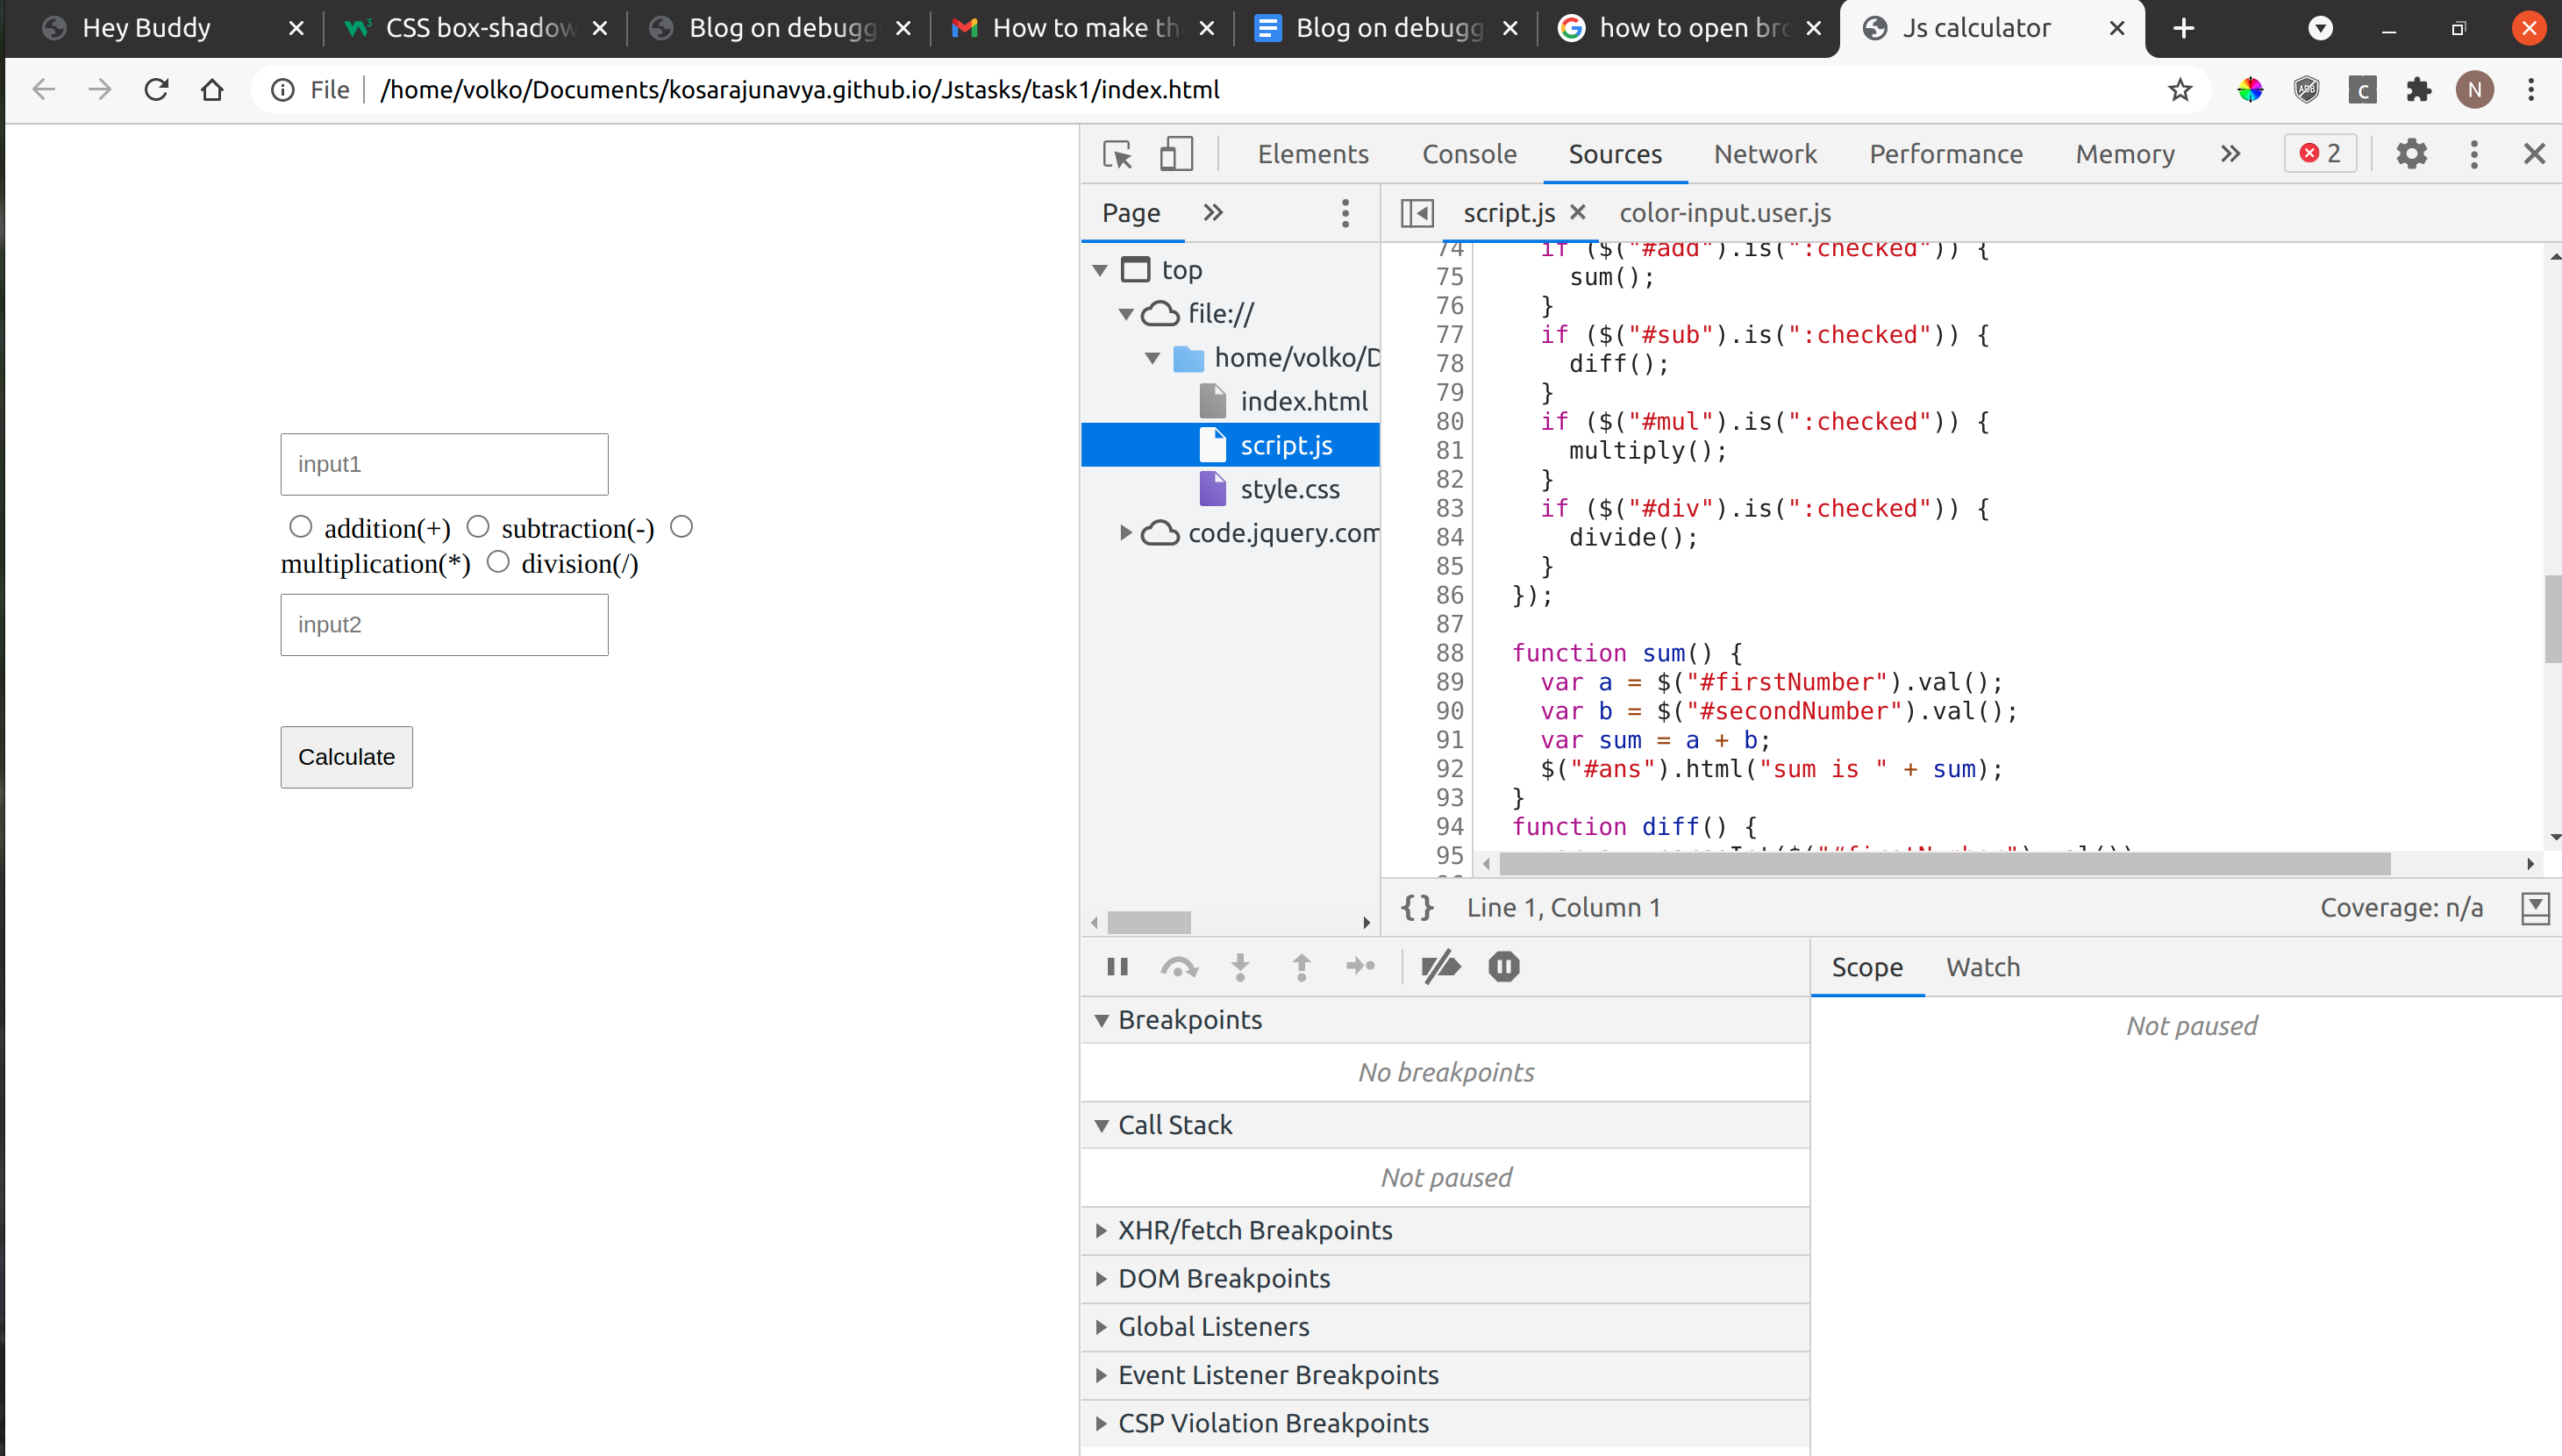 Hey Buddy
CSS box-shadow
Blog on debugg
How to make th
Blog on debugg
how to open bro
Js calculator
File
/home/volko/Documents/kosarajunavya.github.io/Jstasks/task1/index.html
N
input1
addition(+) subtraction(-)
multiplication(*) division(/)
input2
Calculate
Elements Console Sources Network Performance Memory » 2
Page »
script.js color-input.user.js
top
file://
home/volko/D
index.html
script.js
style.css
code.jquery.com
74 if ($("#add").is(":checked")) {
75 sum();
76 }
77 if ($("#sub").is(":checked")) {
78 diff();
79 }
80 if ($("#mul").is(":checked")) {
81 multiply();
82 }
83 if ($("#div").is(":checked")) {
84 divide();
85 }
86 });
87
88 function sum() {
89 var a = $("#firstNumber").val();
90 var b = $("#secondNumber").val();
91 var sum = a + b;
92 $("#ans").html("sum is " + sum);
93 }
94 function diff() {
95
{} Line 1, Column 1 Coverage: n/a
Scope Watch
Not paused
Breakpoints
No breakpoints
Call Stack
Not paused
XHR/fetch Breakpoints
DOM Breakpoints
Global Listeners
Event Listener Breakpoints
CSP Violation Breakpoints